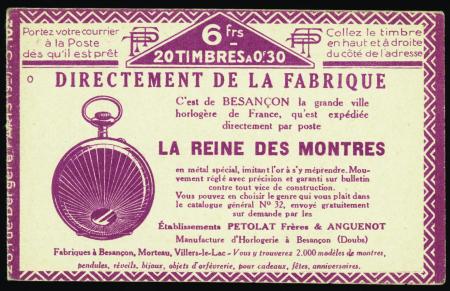 Portez votre courrier
à la Poste
dès qu'il est prêt
6 frs
20 TIMBRES A 0f.30
Collez le timbre
en haut et à droite
du côté de l'adresse
O
DIRECTEMENT DE LA FABRIQUE
C'est de BESANÇON la grande ville
horlogère de France, qu'est expédiée
directement par poste
LA REINE DES MONTRES
en métal spécial, imitant l'or à s'y méprendre. Mou-
vement réglé avec précision et garanti sur bulletin
contre tout vice de construction.
Vous pouvez en choisir le genre qui vous plait dans
le catalogue général No 32, envoyé gratuitement
sur demande par les
Établissements PETOLAT Frères & ANGUENOT
Manufacture d'Horlogerie à Besançon (Doubs)
Fabriques à Besançon, Morteau, Villers-le-Lac - Vous y trouverez 2.000 modèles de montres,
pendules, réveils, bijoux, objets d'orfèvrerie, pour cadeaux, fêtes, anniversaires.
rue Bergère PARIS